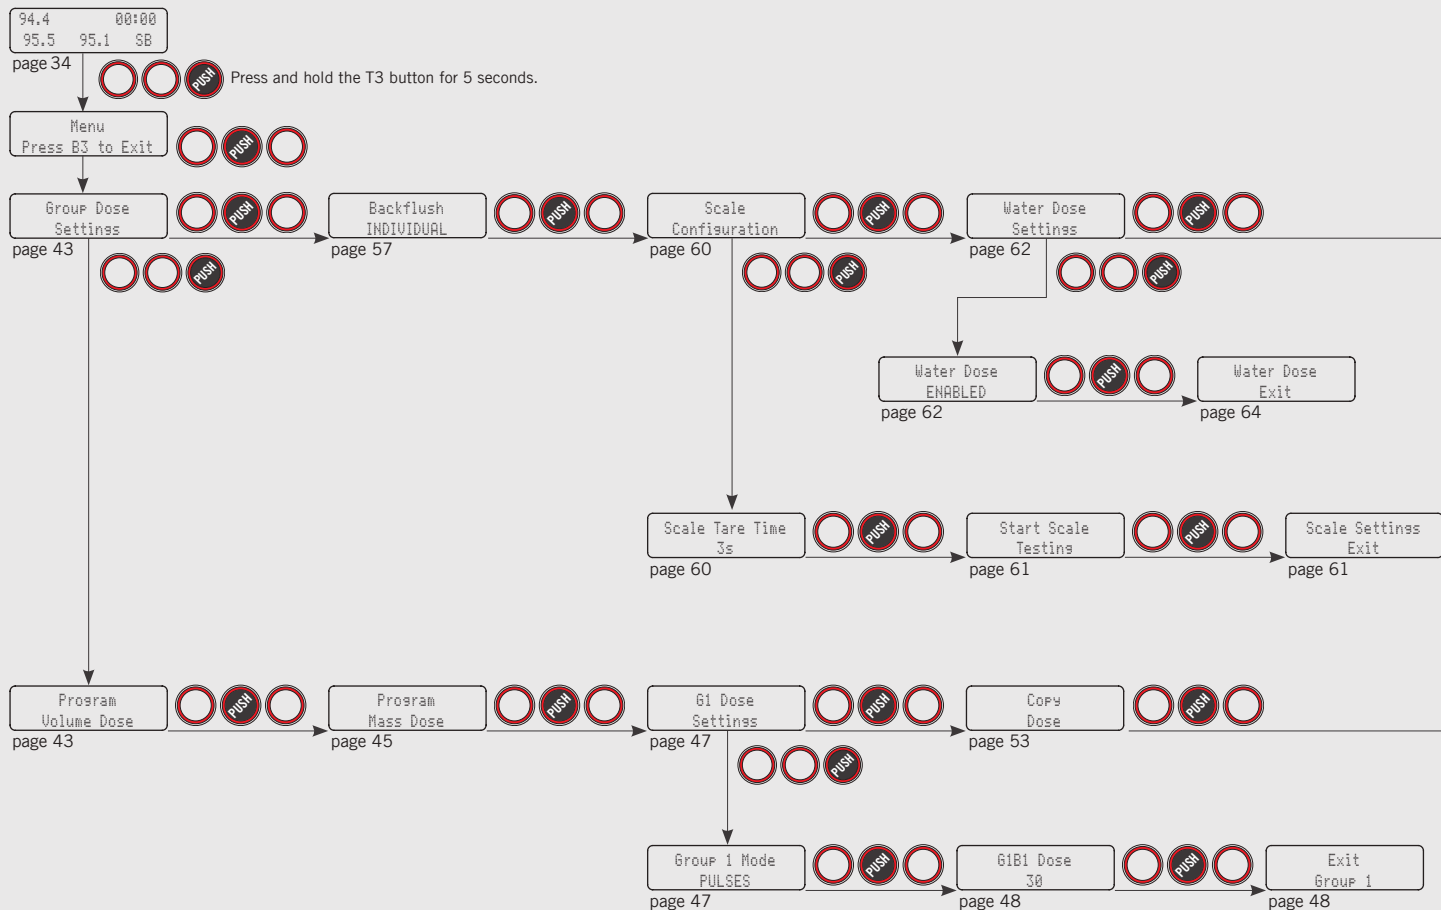 94.4 00:00
95.5 95.1 SB
page 34
PUSH
Press and hold the T3 button for 5 seconds.
Menu
Press B3 to Exit
PUSH
Group Dose
Settings
page 43
PUSH
Backflush
INDIVIDUAL
page 57
PUSH
Scale
Configuration
page 60
PUSH
Water Dose
Settings
page 62
PUSH
PUSH
PUSH
PUSH
Water Dose
ENABLED
page 62
PUSH
Water Dose
Exit
page 64
Scale Tare Time
3s
page 60
PUSH
Start Scale
Testing
page 61
PUSH
Scale Settings
Exit
page 61
Program
Volume Dose
page 43
PUSH
Program
Mass Dose
page 45
PUSH
G1 Dose
Settings
page 47
PUSH
Copy
Dose
page 53
PUSH
PUSH
Group 1 Mode
PULSES
page 47
PUSH
G1B1 Dose
30
page 48
PUSH
Exit
Group 1
page 48